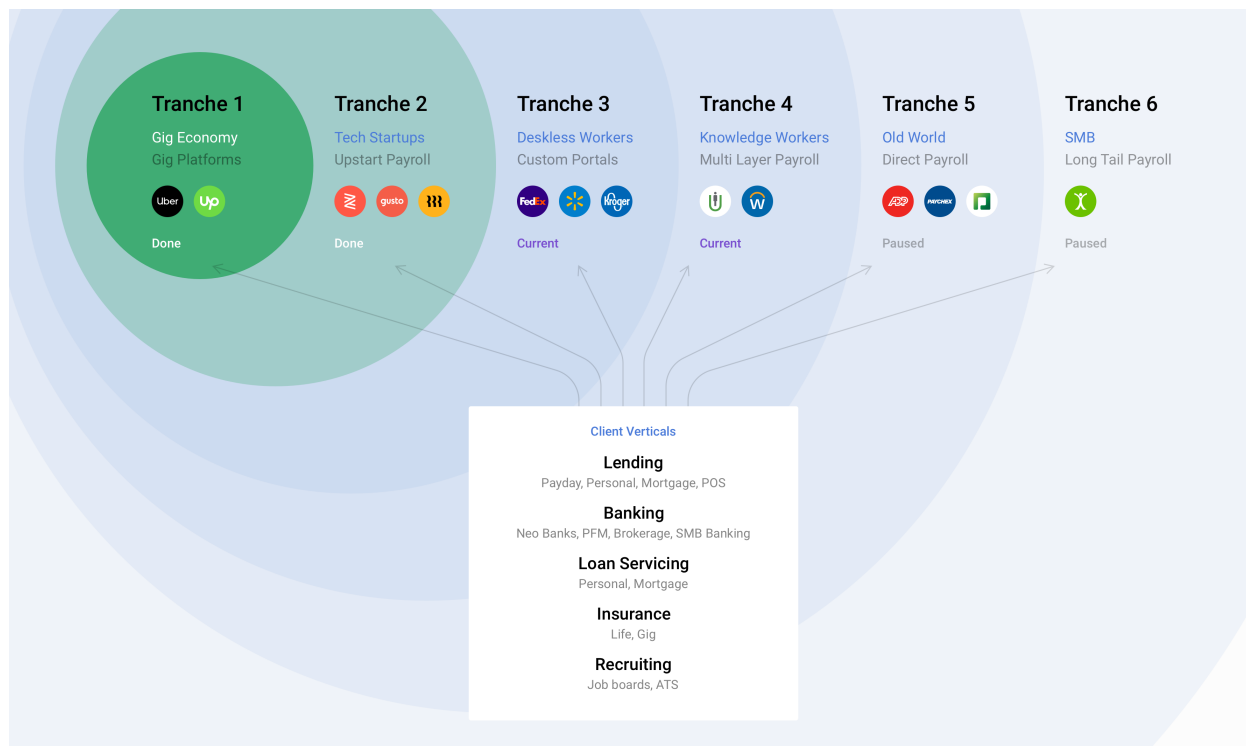 Tranche 1
Gig Economy
Gig Platforms
Uber
Up
Done
Tranche 2
Tech Startups
Upstart Payroll
gusto
Done
Tranche 3
Deskless Workers
Custom Portals
FedEx
Kroger
Current
Tranche 4
Knowledge Workers
Multi Layer Payroll
U
W
Current
Tranche 5
Old World
Direct Payroll
ADP
PAYCHEX
Paused
Tranche 6
SMB
Long Tail Payroll
Paused
Client Verticals
Lending
Payday, Personal, Mortgage, POS
Banking
Neo Banks, PFM, Brokerage, SMB Banking
Loan Servicing
Personal, Mortgage
Insurance
Life, Gig
Recruiting
Job boards, ATS